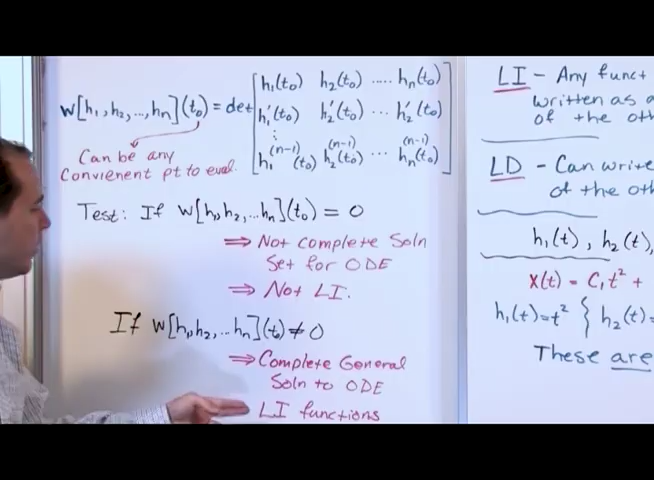 W[h₁, h₂, ..., hₙ](t₀) = det [ h₁(t₀) h₂(t₀) ..... hₙ(t₀)
h₁'(t₀) h₂'(t₀) ... h₂'(t₀)
⋮
h₁⁽ⁿ⁻¹⁾(t₀) h₂⁽ⁿ⁻¹⁾(t₀) ... hₙ⁽ⁿ⁻¹⁾(t₀) ]
Can be any
convienent pt to eval.
Test: If W[h₁,h₂,...hₙ](t₀) = 0
⇒ Not complete Soln
Set for ODE
⇒ Not LI.
If W[h₁,h₂,...hₙ](t₀) ≠ 0
⇒ Complete General
Soln to ODE
⇒ LI functions
LI - Any funct
written as a
of the oth
LD - Can write
of the oth
h₁(t), h₂(t),
X(t) = C₁t² +
h₁(t)=t² { h₂(t)=
These are